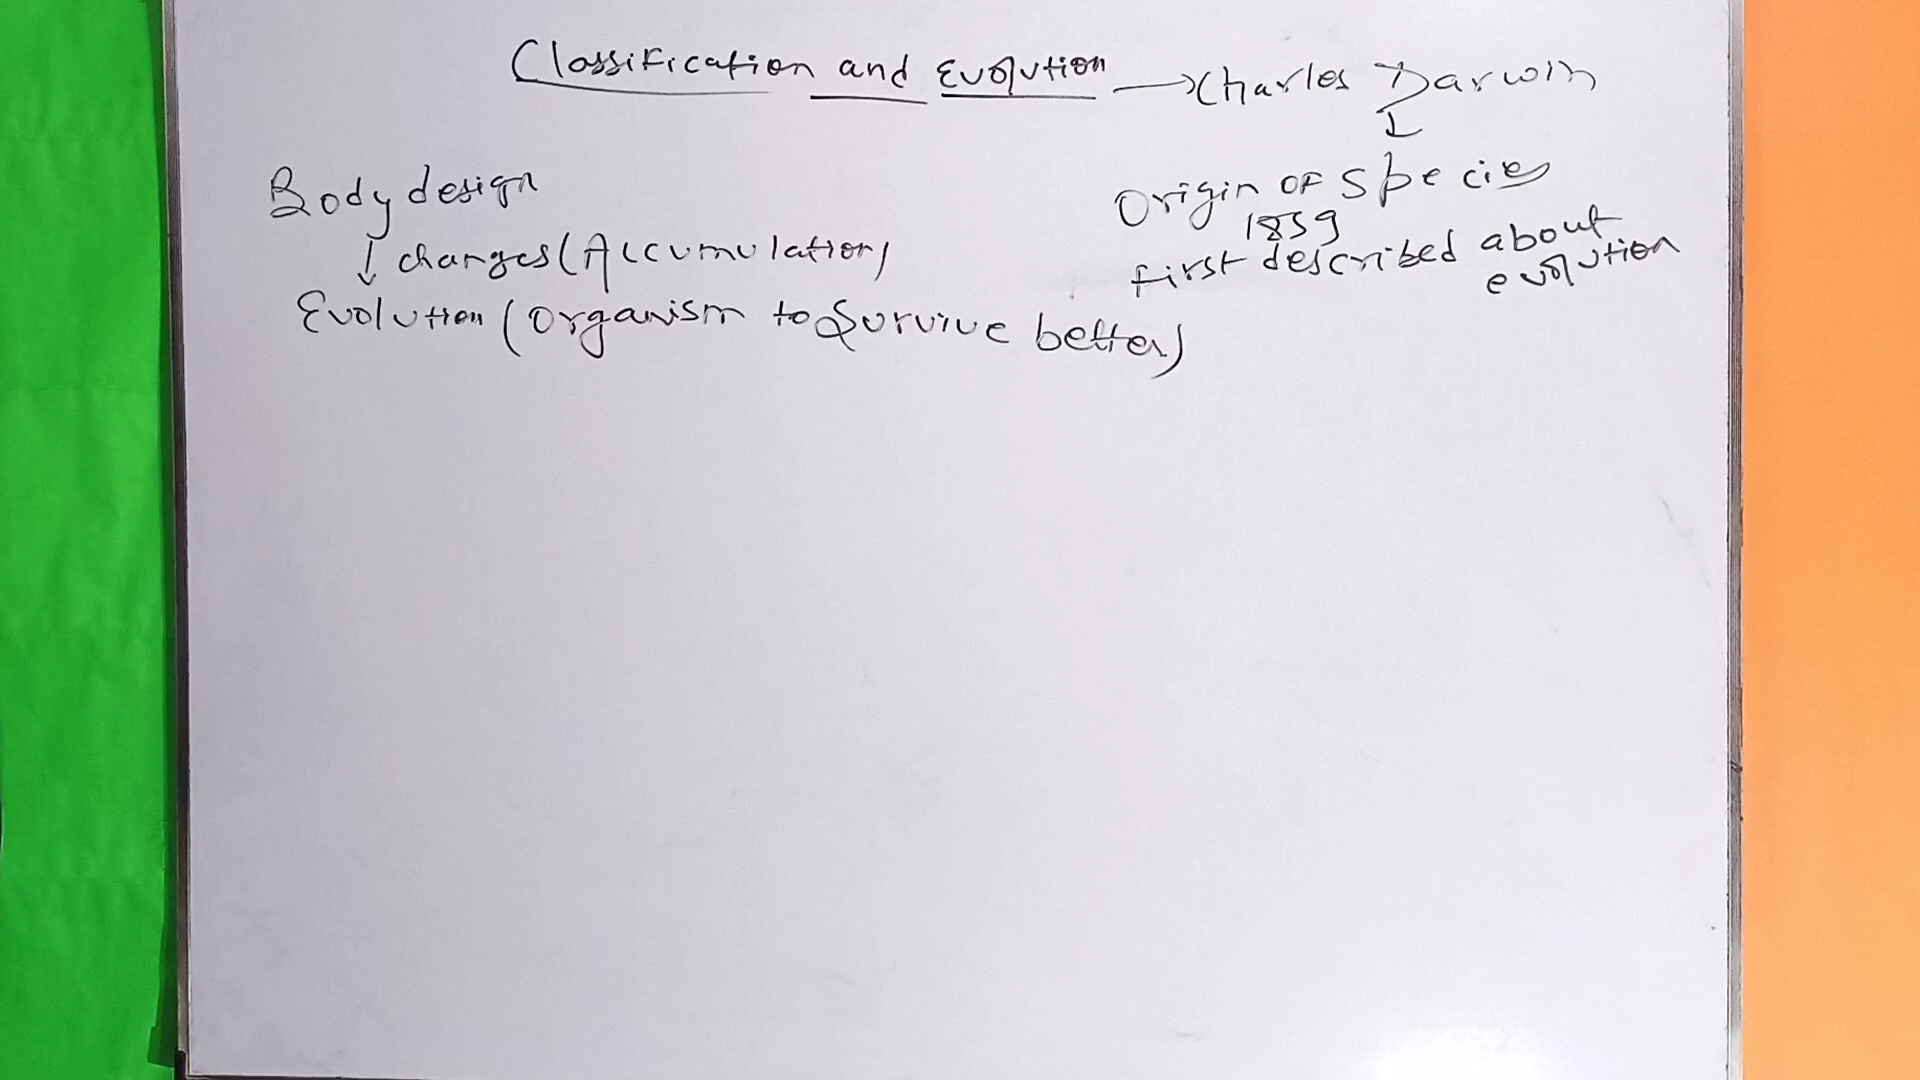 Classification and Evolution → Charles Darwin
↓
Origin OF Species
1859
first described about
evolution
Body design
↓ changes (Accumulation)
Evolution (Organism to Survive better)